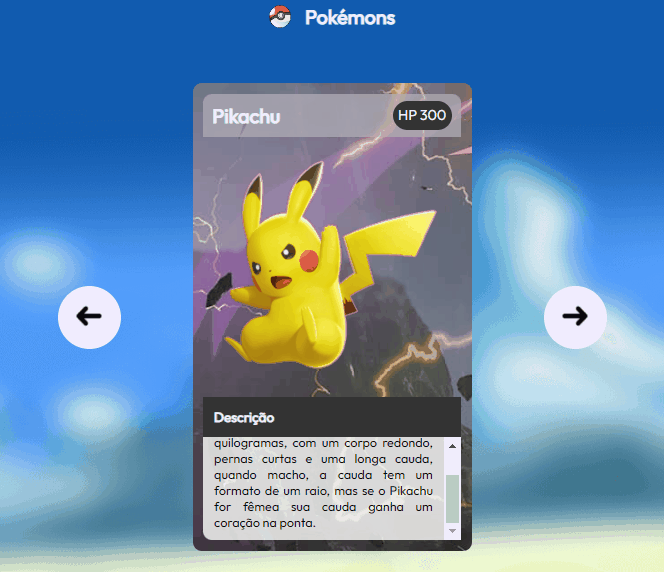 Pokémons
Pikachu
HP 300
Descrição
quilogramas, com um corpo redondo,
pernas curtas e uma longa cauda,
quando macho, a cauda tem um
formato de um raio, mas se o Pikachu
for fêmea sua cauda ganha um
coração na ponta.